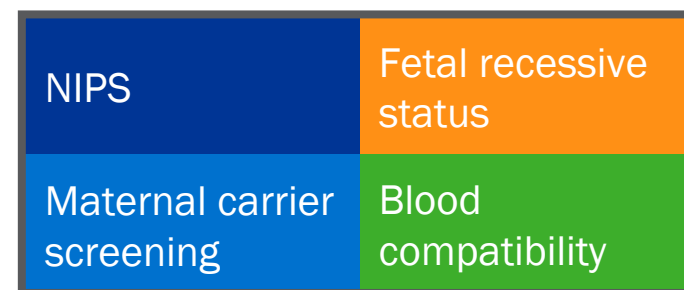 NIPS
Fetal recessive
status
Maternal carrier
screening
Blood
compatibility